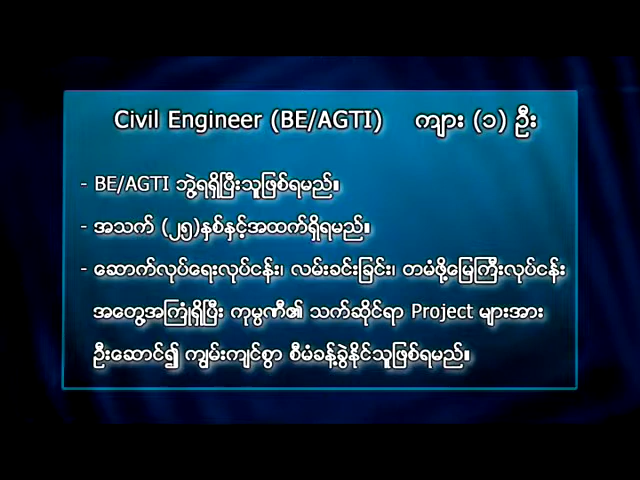 Civil Engineer (BE/AGTI) ကျား (၁) ဦး
- BE/AGTI ဘွဲ့ရရှိပြီးသူဖြစ်ရမည်။
- အသက် (၂၅)နှစ်နှင့်အထက်ရှိရမည်။
- ဆောက်လုပ်ရေးလုပ်ငန်း၊ လမ်းခင်းခြင်း၊ တမံဖို့မြေကြီးလုပ်ငန်း
အတွေ့အကြုံရှိပြီး ကုမ္ပဏီ၏ သက်ဆိုင်ရာ Project များအား
ဦးဆောင်၍ ကျွမ်းကျင်စွာ စီမံခန့်ခွဲနိုင်သူဖြစ်ရမည်။